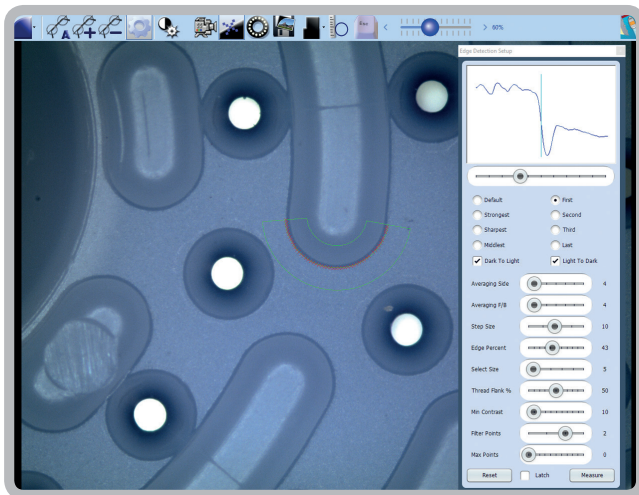 A
Esc
< > 60%
Edge Detection Setup
Default First
Strongest Second
Sharpest Third
Middlest Last
Dark To Light Light To Dark
Averaging Side 4
Averaging F/B 4
Step Size 10
Edge Percent 43
Select Size 5
Thread Flank % 50
Min Contrast 10
Filter Points 2
Max Points 0
Reset Latch Measure